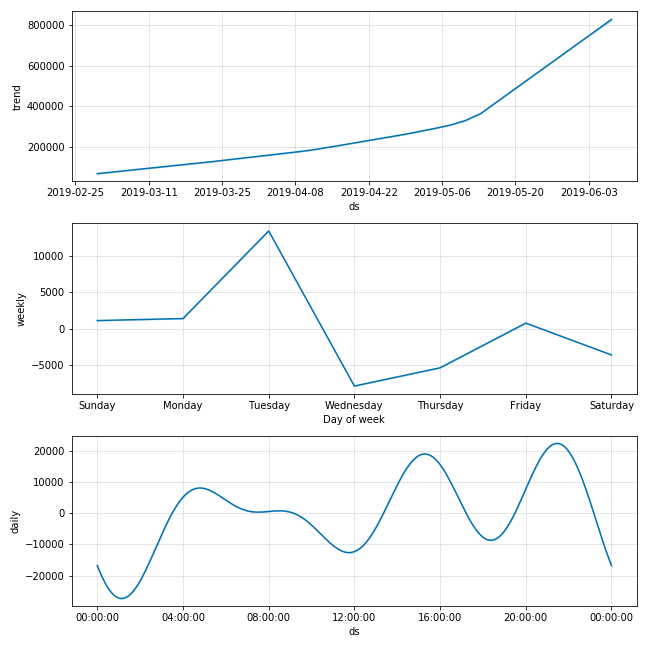 800000
600000
400000
200000
trend
2019-02-25 2019-03-11 2019-03-25 2019-04-08 2019-04-22 2019-05-06 2019-05-20 2019-06-03
ds
10000
5000
0
−5000
weekly
Sunday Monday Tuesday Wednesday Thursday Friday Saturday
Day of week
20000
10000
0
−10000
−20000
daily
00:00:00 04:00:00 08:00:00 12:00:00 16:00:00 20:00:00 00:00:00
ds